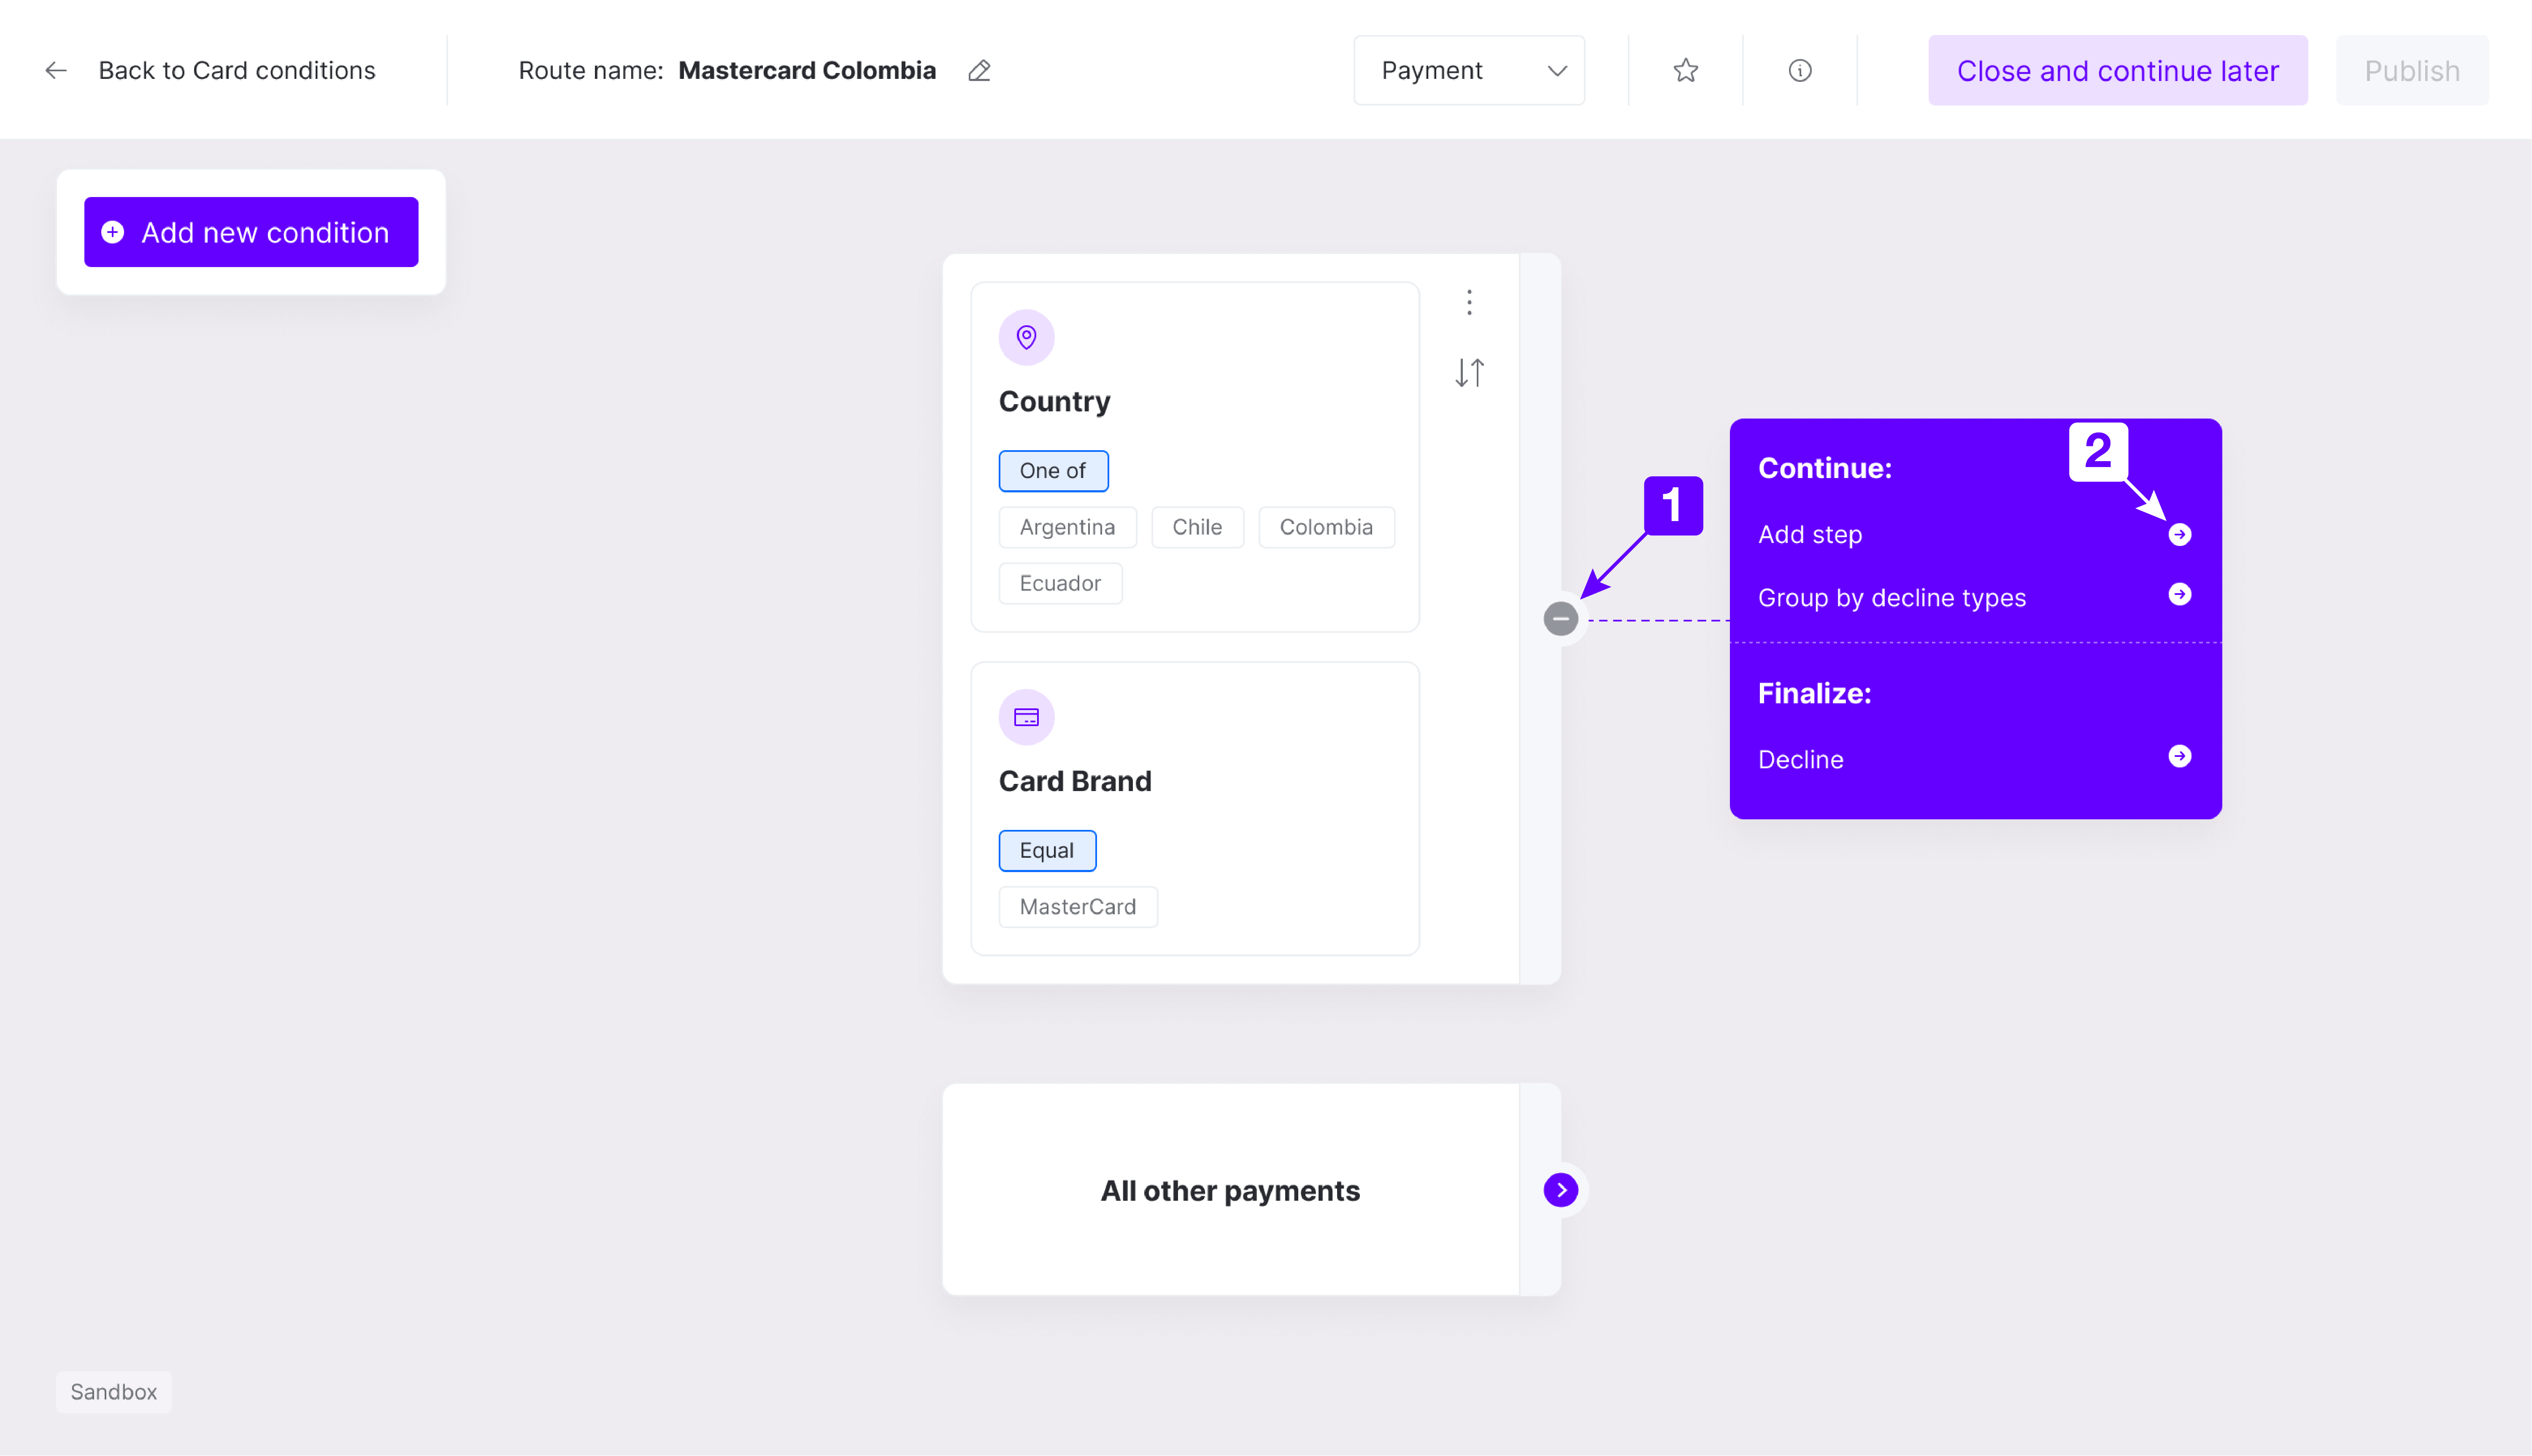 Back to Card conditions
Route name: Mastercard Colombia
Payment
Close and continue later
Publish
Add new condition
Country
One of
Argentina Chile Colombia
Ecuador
Card Brand
Equal
MasterCard
1
2
Continue:
Add step
Group by decline types
Finalize:
Decline
All other payments
Sandbox